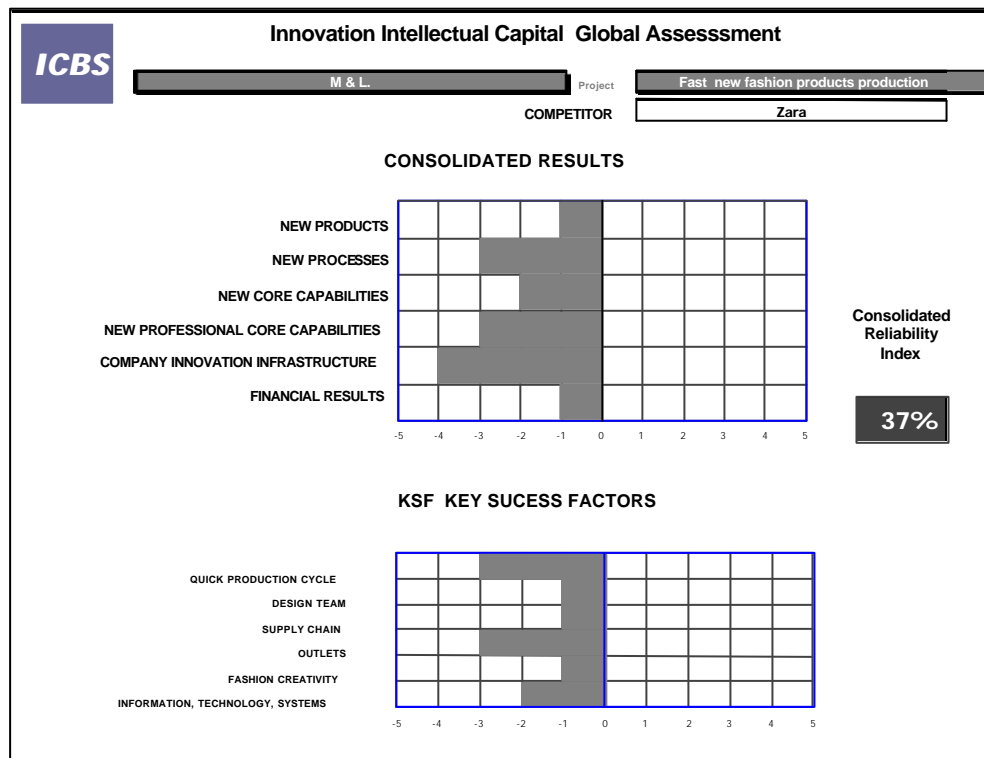 Innovation Intellectual Capital Global Assesssment
ICBS
M & L.
Project
Fast new fashion products production
COMPETITOR
Zara
CONSOLIDATED RESULTS
NEW PRODUCTS
NEW PROCESSES
NEW CORE CAPABILITIES
NEW PROFESSIONAL CORE CAPABILITIES
COMPANY INNOVATION INFRASTRUCTURE
FINANCIAL RESULTS
-5 -4 -3 -2 -1 0 1 2 3 4 5
Consolidated
Reliability
Index
37%
KSF KEY SUCESS FACTORS
QUICK PRODUCTION CYCLE
DESIGN TEAM
SUPPLY CHAIN
OUTLETS
FASHION CREATIVITY
INFORMATION, TECHNOLOGY, SYSTEMS
-5 -4 -3 -2 -1 0 1 2 3 4 5